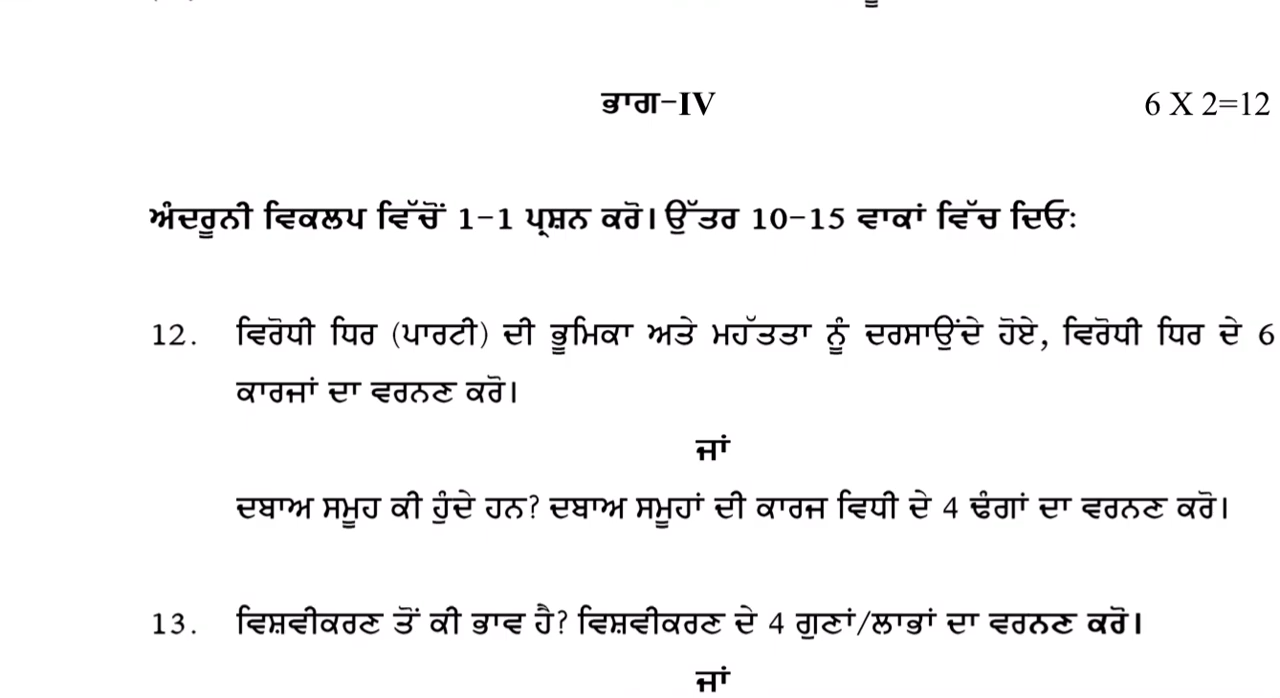 ਭਾਗ-IV 6 X 2=12
ਅੰਦਰੂਨੀ ਵਿਕਲਪ ਵਿੱਚੋਂ 1-1 ਪ੍ਰਸ਼ਨ ਕਰੋ। ਉੱਤਰ 10-15 ਵਾਕਾਂ ਵਿੱਚ ਦਿਓ:
12. ਵਿਰੋਧੀ ਧਿਰ (ਪਾਰਟੀ) ਦੀ ਭੂਮਿਕਾ ਅਤੇ ਮਹੱਤਤਾ ਨੂੰ ਦਰਸਾਉਂਦੇ ਹੋਏ, ਵਿਰੋਧੀ ਧਿਰ ਦੇ 6
ਕਾਰਜਾਂ ਦਾ ਵਰਨਣ ਕਰੋ।
ਜਾਂ
ਦਬਾਅ ਸਮੂਹ ਕੀ ਹੁੰਦੇ ਹਨ? ਦਬਾਅ ਸਮੂਹਾਂ ਦੀ ਕਾਰਜ ਵਿਧੀ ਦੇ 4 ਢੰਗਾਂ ਦਾ ਵਰਨਣ ਕਰੋ।
13. ਵਿਸ਼ਵੀਕਰਣ ਤੋਂ ਕੀ ਭਾਵ ਹੈ? ਵਿਸ਼ਵੀਕਰਣ ਦੇ 4 ਗੁਣਾਂ/ਲਾਭਾਂ ਦਾ ਵਰਨਣ ਕਰੋ।
ਜਾਂ